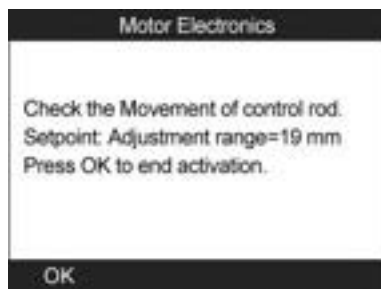 Motor Electronics
Check the Movement of control rod.
Setpoint: Adjustment range=19 mm
Press OK to end activation.
OK